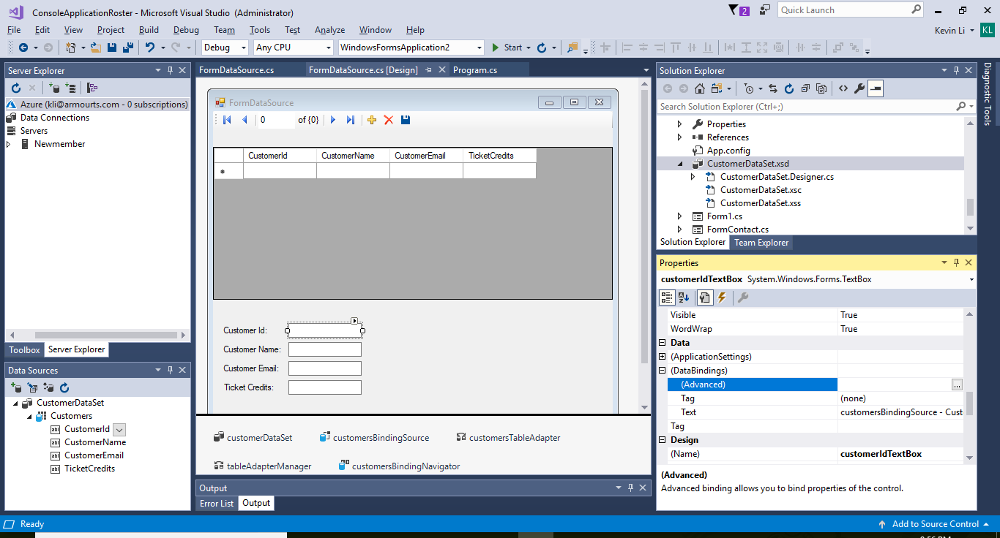 ConsoleApplicationRoster - Microsoft Visual Studio (Administrator)
2
Quick Launch
File Edit View Project Build Debug Team Tools Test Analyze Window Help
Kevin Li KL
Debug Any CPU WindowsFormsApplication2 Start
Server Explorer
Azure (kli@armourts.com - 0 subscriptions)
Data Connections
Servers
Newmember
Toolbox Server Explorer
Data Sources
CustomerDataSet
Customers
CustomerId
CustomerName
CustomerEmail
TicketCredits
FormDataSource.cs FormDataSource.cs [Design] Program.cs
FormDataSource
0 of {0}
CustomerId CustomerName CustomerEmail TicketCredits
Customer Id:
Customer Name:
Customer Email:
Ticket Credits:
customerDataSet customersBindingSource customersTableAdapter
tableAdapterManager customersBindingNavigator
Output
Error List Output
Solution Explorer
Search Solution Explorer (Ctrl+;)
Properties
References
App.config
CustomerDataSet.xsd
CustomerDataSet.Designer.cs
CustomerDataSet.xsc
CustomerDataSet.xss
Form1.cs
FormContact.cs
Solution Explorer Team Explorer
Properties
customerIdTextBox System.Windows.Forms.TextBox
Visible True
WordWrap True
Data
(ApplicationSettings)
(DataBindings)
(Advanced) ...
Tag (none)
Text customersBindingSource - Cust
Tag
Design
(Name) customerIdTextBox
(Advanced)
Advanced binding allows you to bind properties of the control.
Diagnostic Tools
Ready
Add to Source Control